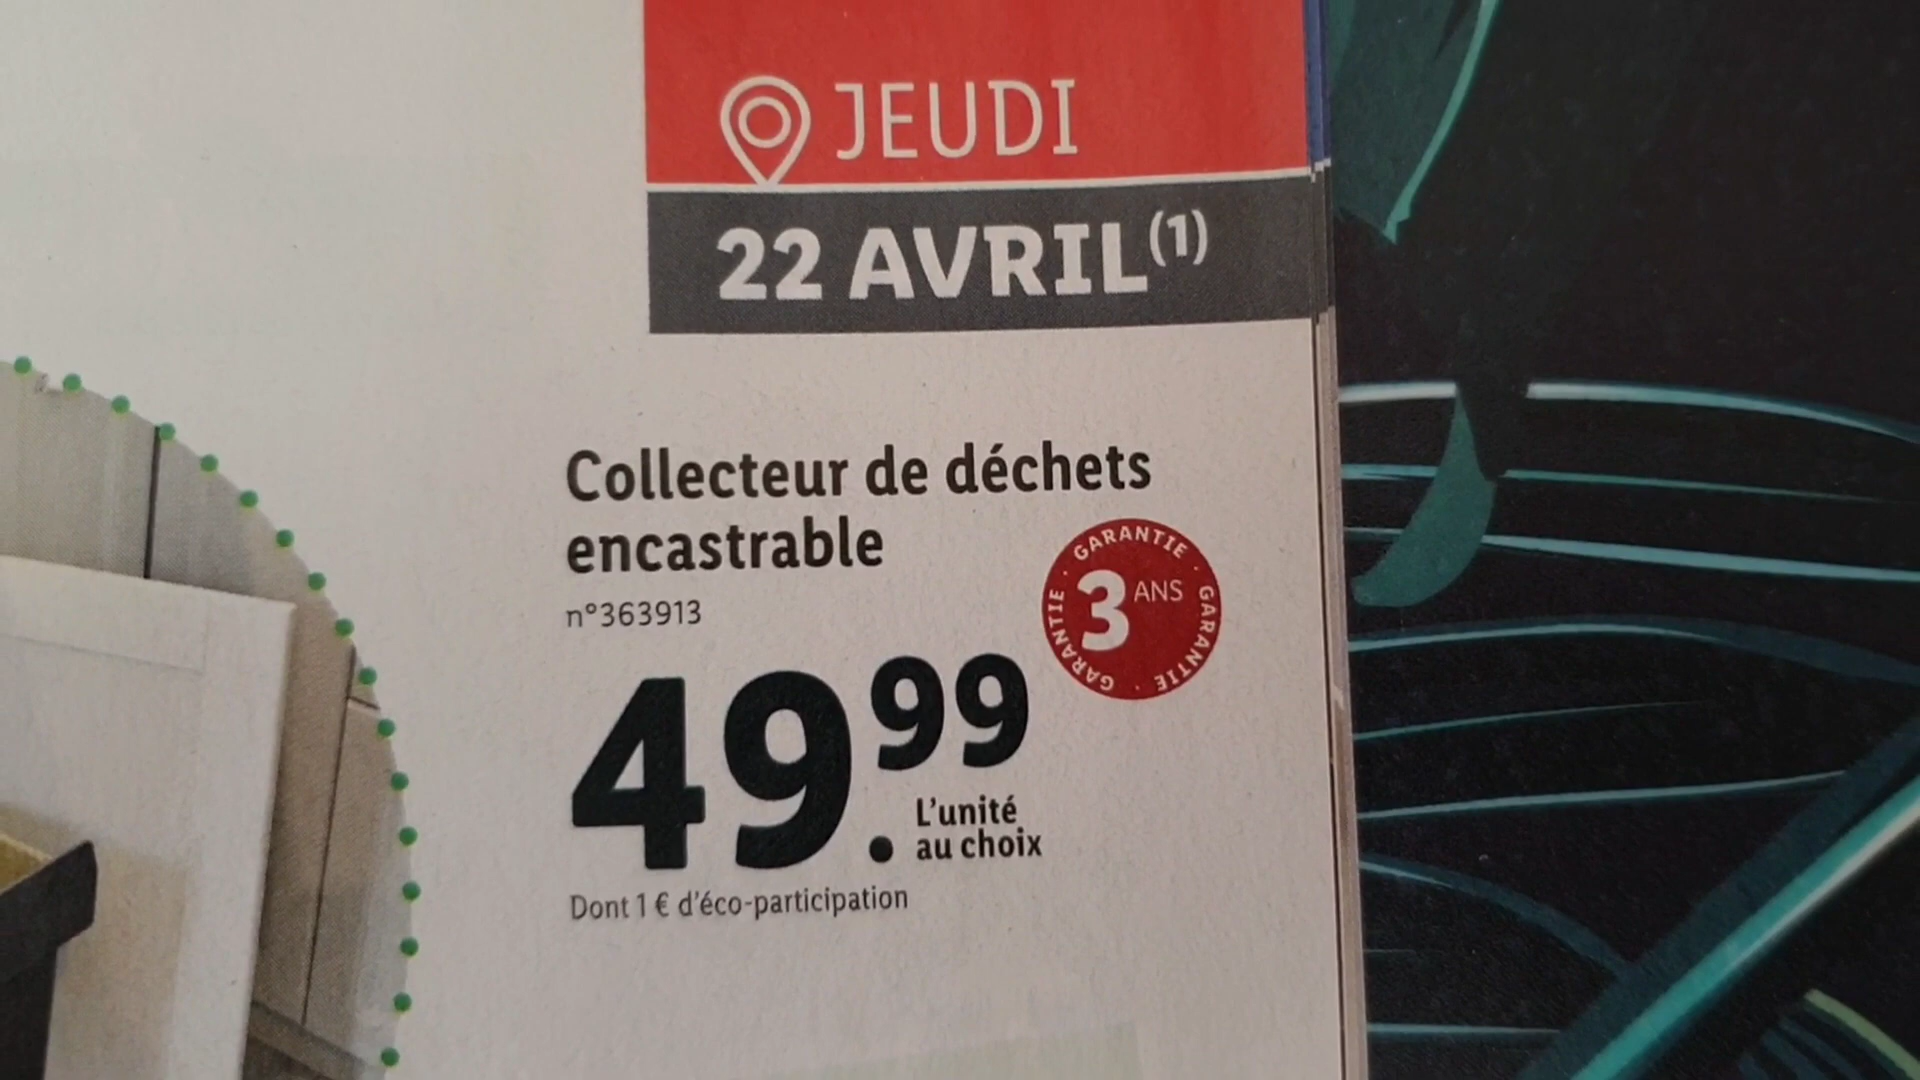 JEUDI
22 AVRIL(1)
Collecteur de déchets
encastrable
n°363913
GARANTIE · GARANTIE · GARANTIE · GARANTIE
3 ANS
49.99
L'unité
au choix
Dont 1 € d'éco-participation